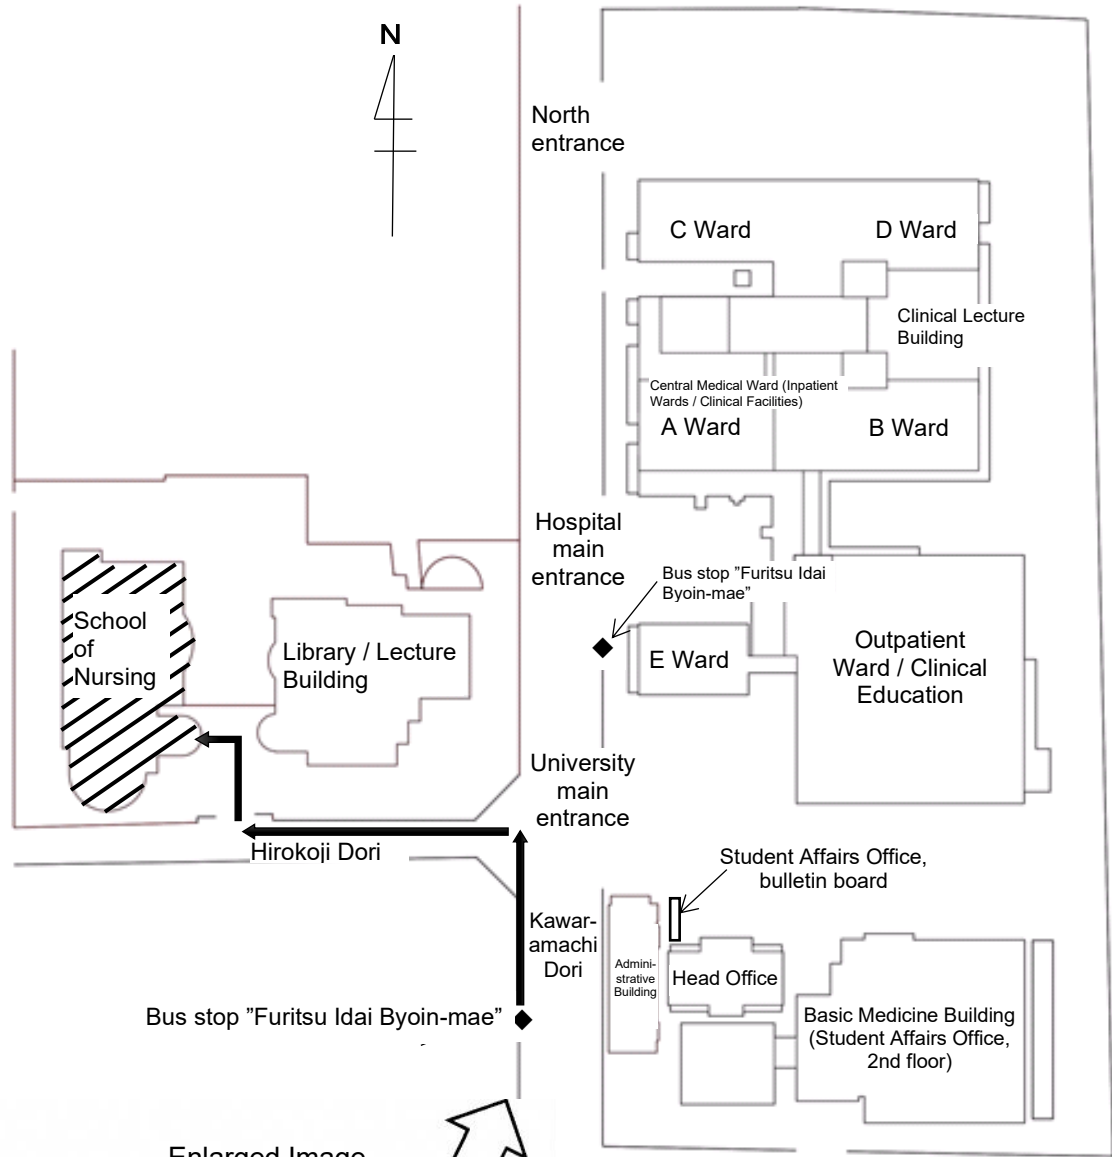 N
North
entrance
C Ward
D Ward
Clinical Lecture
Building
Central Medical Ward (Inpatient
Wards / Clinical Facilities)
A Ward
B Ward
Hospital
main
entrance
Bus stop ”Furitsu Idai
Byoin-mae”
School
of
Nursing
Library / Lecture
Building
E Ward
Outpatient
Ward / Clinical
Education
University
main
entrance
Hirokoji Dori
Student Affairs Office,
bulletin board
Kawar-
amachi
Dori
Admini-
strative
Building
Head Office
Basic Medicine Building
(Student Affairs Office,
2nd floor)
Bus stop ”Furitsu Idai Byoin-mae”
Enlarged Image